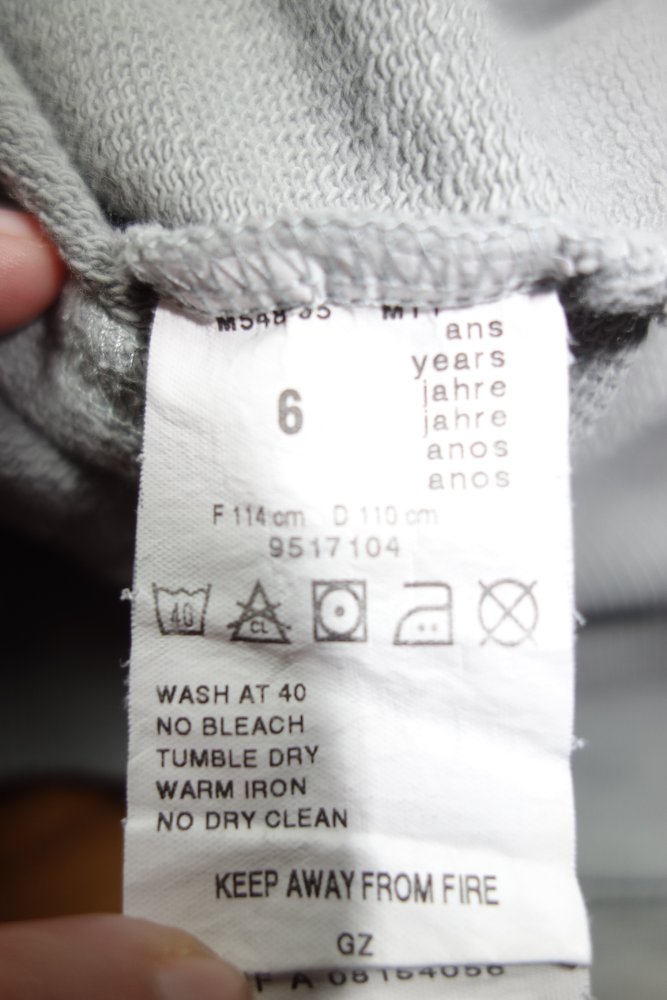 ans
years
6 jahre
jahre
anos
anos
F 114 cm D 110 cm
9517104
40 CL
WASH AT 40
NO BLEACH
TUMBLE DRY
WARM IRON
NO DRY CLEAN
KEEP AWAY FROM FIRE
GZ
A 08154056